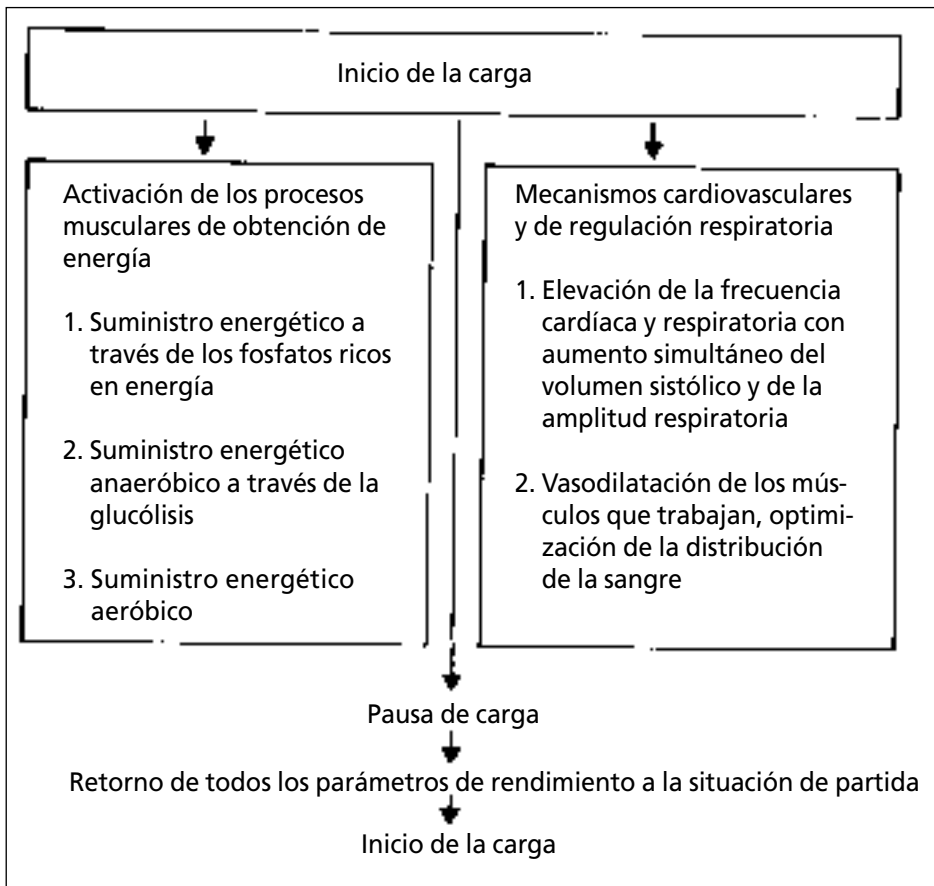 Inicio de la carga
Activación de los procesos
musculares de obtención de
energía
1. Suministro energético a
través de los fosfatos ricos
en energía
2. Suministro energético
anaeróbico a través de la
glucólisis
3. Suministro energético
aeróbico
Mecanismos cardiovasculares
y de regulación respiratoria
1. Elevación de la frecuencia
cardíaca y respiratoria con
aumento simultáneo del
volumen sistólico y de la
amplitud respiratoria
2. Vasodilatación de los mús-
culos que trabajan, optimi-
zación de la distribución
de la sangre
Pausa de carga
Retorno de todos los parámetros de rendimiento a la situación de partida
Inicio de la carga